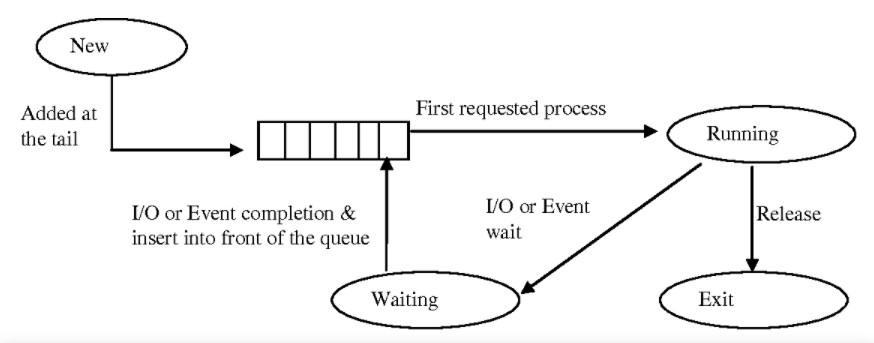 New
Added at
the tail
First requested process
Running
I/O or Event completion &
insert into front of the queue
I/O or Event
wait
Release
Waiting
Exit